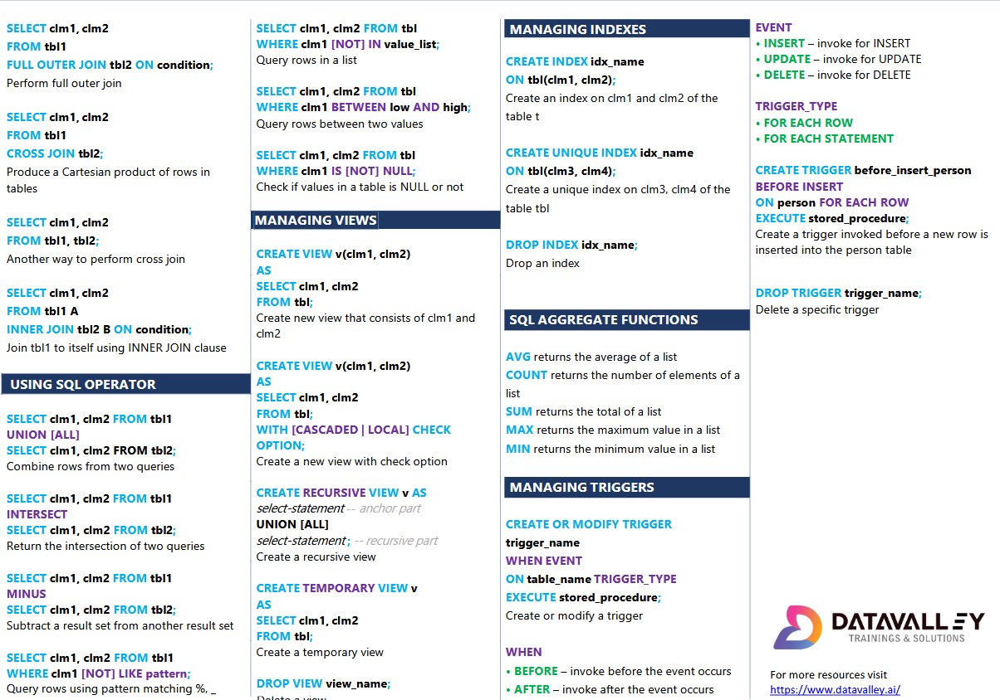 SELECT clm1, clm2
FROM tbl1
FULL OUTER JOIN tbl2 ON condition;
Perform full outer join
SELECT clm1, clm2
FROM tbl1
CROSS JOIN tbl2;
Produce a Cartesian product of rows in
tables
SELECT clm1, clm2
FROM tbl1, tbl2;
Another way to perform cross join
SELECT clm1, clm2
FROM tbl1 A
INNER JOIN tbl2 B ON condition;
Join tbl1 to itself using INNER JOIN clause
USING SQL OPERATOR
SELECT clm1, clm2 FROM tbl1
UNION [ALL]
SELECT clm1, clm2 FROM tbl2;
Combine rows from two queries
SELECT clm1, clm2 FROM tbl1
INTERSECT
SELECT clm1, clm2 FROM tbl2;
Return the intersection of two queries
SELECT clm1, clm2 FROM tbl1
MINUS
SELECT clm1, clm2 FROM tbl2;
Subtract a result set from another result set
SELECT clm1, clm2 FROM tbl1
WHERE clm1 [NOT] LIKE pattern;
Query rows using pattern matching %, _
SELECT clm1, clm2 FROM tbl
WHERE clm1 [NOT] IN value_list;
Query rows in a list
SELECT clm1, clm2 FROM tbl
WHERE clm1 BETWEEN low AND high;
Query rows between two values
SELECT clm1, clm2 FROM tbl
WHERE clm1 IS [NOT] NULL;
Check if values in a table is NULL or not
MANAGING VIEWS
CREATE VIEW v(clm1, clm2)
AS
SELECT clm1, clm2
FROM tbl;
Create new view that consists of clm1 and
clm2
CREATE VIEW v(clm1, clm2)
AS
SELECT clm1, clm2
FROM tbl;
WITH [CASCADED | LOCAL] CHECK
OPTION;
Create a new view with check option
CREATE RECURSIVE VIEW v AS
select-statement -- anchor part
UNION [ALL]
select-statement; -- recursive part
Create a recursive view
CREATE TEMPORARY VIEW v
AS
SELECT clm1, clm2
FROM tbl;
Create a temporary view
DROP VIEW view_name;
Delete a view
MANAGING INDEXES
CREATE INDEX idx_name
ON tbl(clm1, clm2);
Create an index on clm1 and clm2 of the
table t
CREATE UNIQUE INDEX idx_name
ON tbl(clm3, clm4);
Create a unique index on clm3, clm4 of the
table tbl
DROP INDEX idx_name;
Drop an index
SQL AGGREGATE FUNCTIONS
AVG returns the average of a list
COUNT returns the number of elements of a
list
SUM returns the total of a list
MAX returns the maximum value in a list
MIN returns the minimum value in a list
MANAGING TRIGGERS
CREATE OR MODIFY TRIGGER
trigger_name
WHEN EVENT
ON table_name TRIGGER_TYPE
EXECUTE stored_procedure;
Create or modify a trigger
WHEN
• BEFORE – invoke before the event occurs
• AFTER – invoke after the event occurs
EVENT
• INSERT – invoke for INSERT
• UPDATE – invoke for UPDATE
• DELETE – invoke for DELETE
TRIGGER_TYPE
• FOR EACH ROW
• FOR EACH STATEMENT
CREATE TRIGGER before_insert_person
BEFORE INSERT
ON person FOR EACH ROW
EXECUTE stored_procedure;
Create a trigger invoked before a new row is
inserted into the person table
DROP TRIGGER trigger_name;
Delete a specific trigger
DATAVALLEY
TRAININGS & SOLUTIONS
For more resources visit
https://www.datavalley.ai/